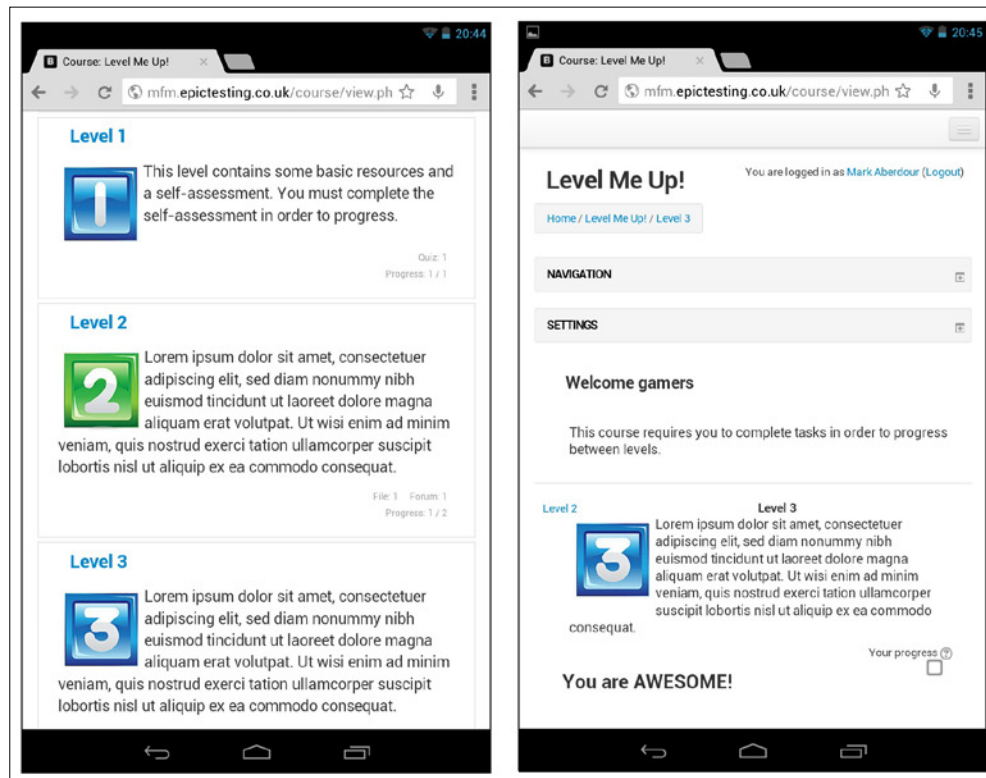 20:44
B Course: Level Me Up! ×
mfm.epictesting.co.uk/course/view.ph
Level 1
1
This level contains some basic resources and
a self-assessment. You must complete the
self-assessment in order to progress.
Quiz: 1
Progress: 1 / 1
Level 2
2
Lorem ipsum dolor sit amet, consectetuer
adipiscing elit, sed diam nonummy nibh
euismod tincidunt ut laoreet dolore magna
aliquam erat volutpat. Ut wisi enim ad minim
veniam, quis nostrud exerci tation ullamcorper suscipit
lobortis nisl ut aliquip ex ea commodo consequat.
File: 1 Forum: 1
Progress: 1 / 2
Level 3
3
Lorem ipsum dolor sit amet, consectetuer
adipiscing elit, sed diam nonummy nibh
euismod tincidunt ut laoreet dolore magna
aliquam erat volutpat. Ut wisi enim ad minim
veniam, quis nostrud exerci tation ullamcorper suscipit
lobortis nisl ut aliquip ex ea commodo consequat.
20:45
B Course: Level Me Up! ×
mfm.epictesting.co.uk/course/view.ph
Level Me Up!
You are logged in as Mark Aberdour (Logout)
Home / Level Me Up! / Level 3
NAVIGATION
SETTINGS
Welcome gamers
This course requires you to complete tasks in order to progress
between levels.
Level 2
Level 3
3
Lorem ipsum dolor sit amet, consectetuer
adipiscing elit, sed diam nonummy nibh
euismod tincidunt ut laoreet dolore magna
aliquam erat volutpat. Ut wisi enim ad minim
veniam, quis nostrud exerci tation ullamcorper
suscipit lobortis nisl ut aliquip ex ea commodo
consequat.
Your progress ?
You are AWESOME!